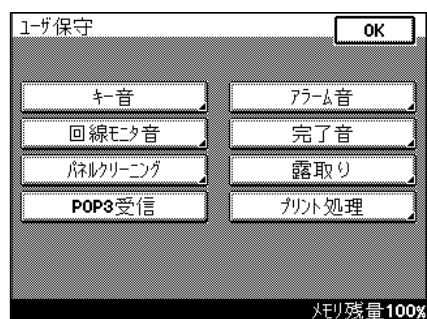 ﾕｰｻﾞ保守
OK
ｷｰ音
ｱﾗｰﾑ音
回線ﾓﾆﾀ音
完了音
ﾊﾟﾈﾙｸﾘｰﾆﾝｸﾞ
露取り
POP3受信
ﾌﾟﾘﾝﾄ処理
ﾒﾓﾘ残量100%